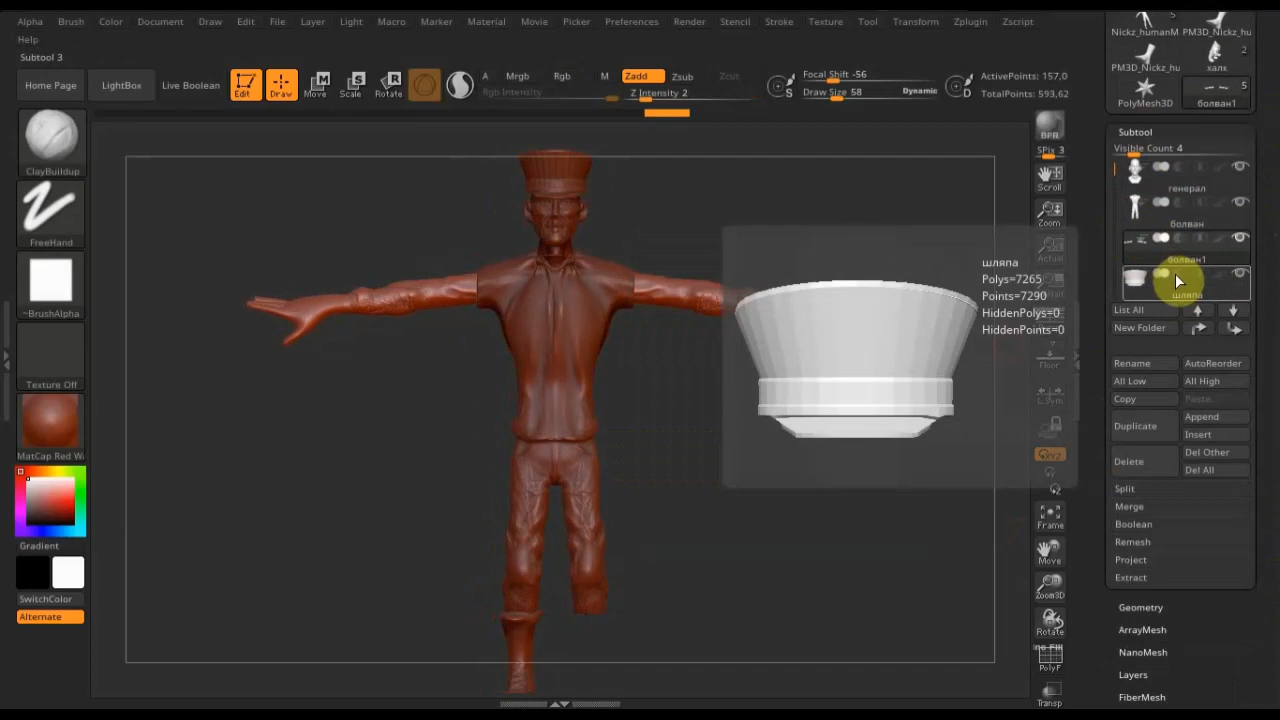 Alpha Brush Color Document Draw Edit File Layer Light Macro Marker Material Movie Picker Preferences Render Stencil Stroke Texture Tool Transform Zplugin Zscript
Help
Subtool 3
Home Page
LightBox
Live Boolean
Edit
Draw
Move
Scale
Rotate
A
Mrgb
Rgb
M
Rgb Intensity
Zadd
Zsub
Zcut
Z Intensity 2
Focal Shift -56
Draw Size 58
Dynamic
ActivePoints: 157,0
TotalPoints: 593,62
ClayBuildup
FreeHand
~BrushAlpha
Texture Off
MatCap Red Wa
Gradient
SwitchColor
Alternate
BPR
SPix 3
Scroll
Zoom
Actual
Floor
L.Sym
Frame
Move
Zoom3D
Rotate
PolyF
Transp
шляпа
Polys=7265
Points=7290
HiddenPolys=0
HiddenPoints=0
5
Nickz_humanM PM3D_Nickz_hu
2
PM3D_Nickz_hu халк
5
PolyMesh3D болван1
Subtool
Visible Count 4
генерал
болван
болван1
шляпа
List All
New Folder
Rename AutoReorder
All Low All High
Copy Paste
Duplicate Append
Insert
Delete Del Other
Del All
Split
Merge
Boolean
Remesh
Project
Extract
Geometry
ArrayMesh
NanoMesh
Layers
FiberMesh